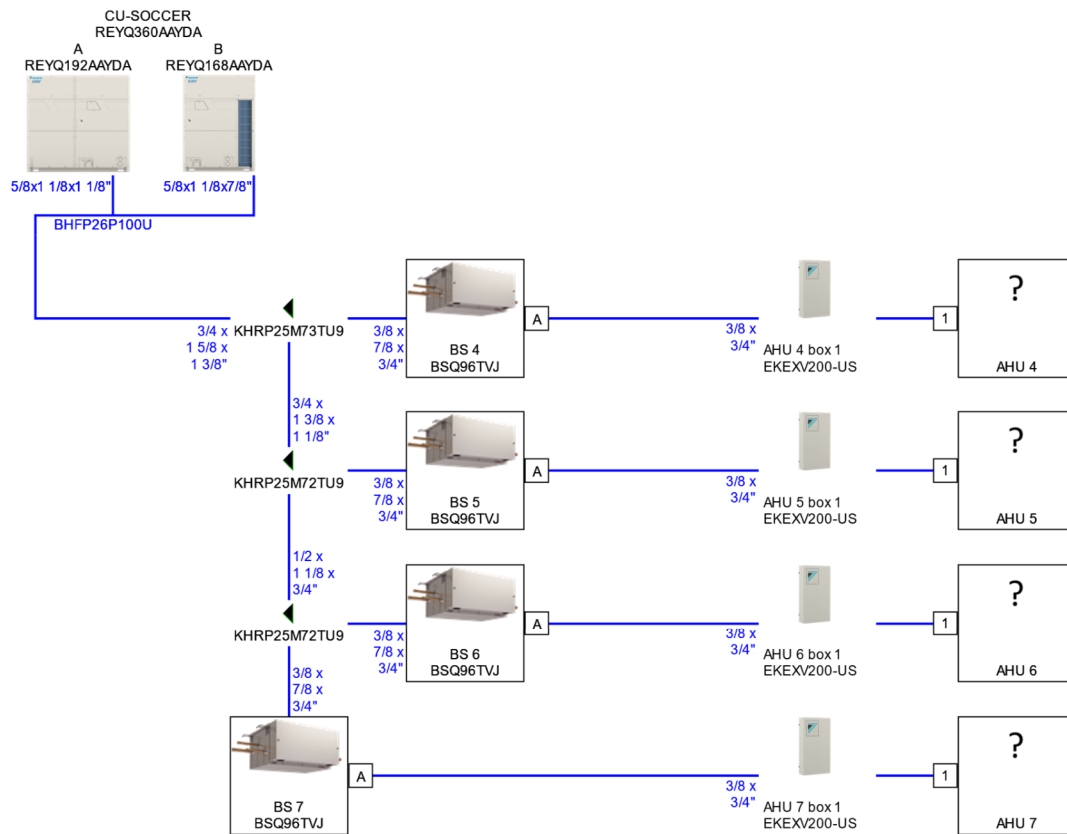 CU-SOCCER
REYQ360AAYDA
A
REYQ192AAYDA
B
REYQ168AAYDA
5/8x1 1/8x1 1/8"
5/8x1 1/8x7/8"
BHFP26P100U
3/4 x
1 5/8 x
1 3/8"
KHRP25M73TU9
3/8 x
7/8 x
3/4"
BS 4
BSQ96TVJ
A
3/8 x
3/4"
AHU 4 box 1
EKEXV200-US
1
?
AHU 4
3/4 x
1 3/8 x
1 1/8"
KHRP25M72TU9
3/8 x
7/8 x
3/4"
BS 5
BSQ96TVJ
A
3/8 x
3/4"
AHU 5 box 1
EKEXV200-US
1
?
AHU 5
1/2 x
1 1/8 x
3/4"
KHRP25M72TU9
3/8 x
7/8 x
3/4"
BS 6
BSQ96TVJ
A
3/8 x
3/4"
AHU 6 box 1
EKEXV200-US
1
?
AHU 6
3/8 x
7/8 x
3/4"
BS 7
BSQ96TVJ
A
3/8 x
3/4"
AHU 7 box 1
EKEXV200-US
1
?
AHU 7